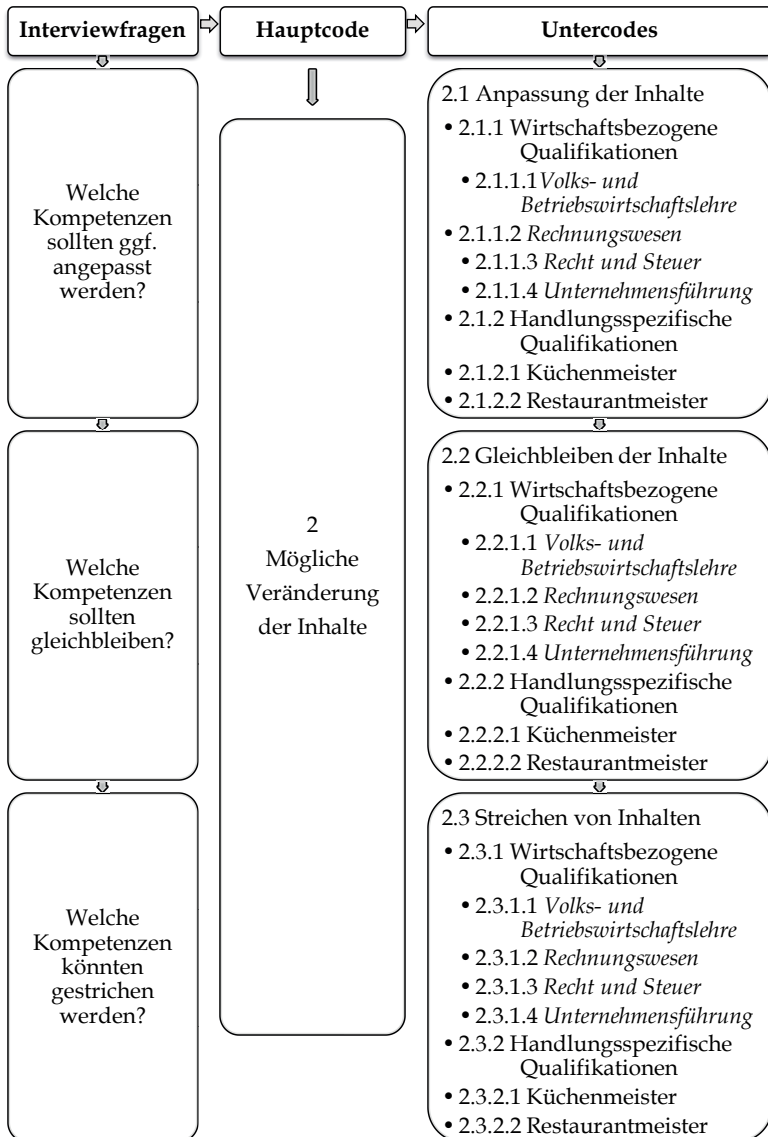 Interviewfragen
Hauptcode
Untercodes
Welche
Kompetenzen
sollten ggf.
angepasst
werden?
Welche
Kompetenzen
sollten
gleichbleiben?
Welche
Kompetenzen
könnten
gestrichen
werden?
2
Mögliche
Veränderung
der Inhalte
2.1 Anpassung der Inhalte
• 2.1.1 Wirtschaftsbezogene
Qualifikationen
• 2.1.1.1Volks- und
Betriebswirtschaftslehre
• 2.1.1.2 Rechnungswesen
• 2.1.1.3 Recht und Steuer
• 2.1.1.4 Unternehmensführung
• 2.1.2 Handlungsspezifische
Qualifikationen
• 2.1.2.1 Küchenmeister
• 2.1.2.2 Restaurantmeister
2.2 Gleichbleiben der Inhalte
• 2.2.1 Wirtschaftsbezogene
Qualifikationen
• 2.2.1.1 Volks- und
Betriebswirtschaftslehre
• 2.2.1.2 Rechnungswesen
• 2.2.1.3 Recht und Steuer
• 2.2.1.4 Unternehmensführung
• 2.2.2 Handlungsspezifische
Qualifikationen
• 2.2.2.1 Küchenmeister
• 2.2.2.2 Restaurantmeister
2.3 Streichen von Inhalten
• 2.3.1 Wirtschaftsbezogene
Qualifikationen
• 2.3.1.1 Volks- und
Betriebswirtschaftslehre
• 2.3.1.2 Rechnungswesen
• 2.3.1.3 Recht und Steuer
• 2.3.1.4 Unternehmensführung
• 2.3.2 Handlungsspezifische
Qualifikationen
• 2.3.2.1 Küchenmeister
• 2.3.2.2 Restaurantmeister